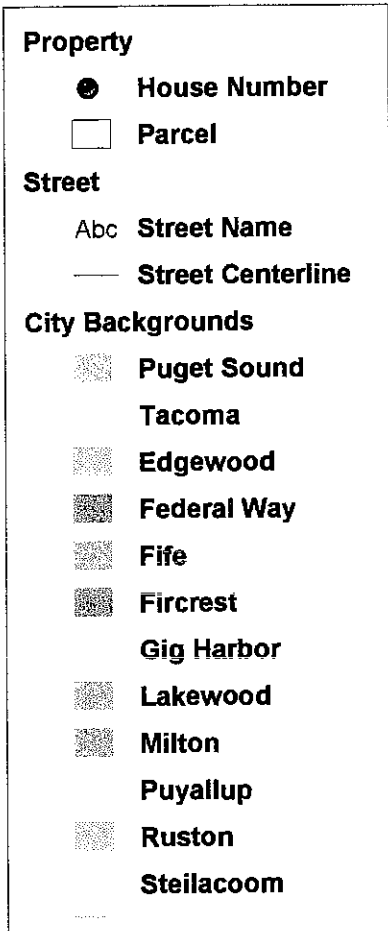 Property
House Number
Parcel
Street
Abc Street Name
Street Centerline
City Backgrounds
Puget Sound
Tacoma
Edgewood
Federal Way
Fife
Fircrest
Gig Harbor
Lakewood
Milton
Puyallup
Ruston
Steilacoom